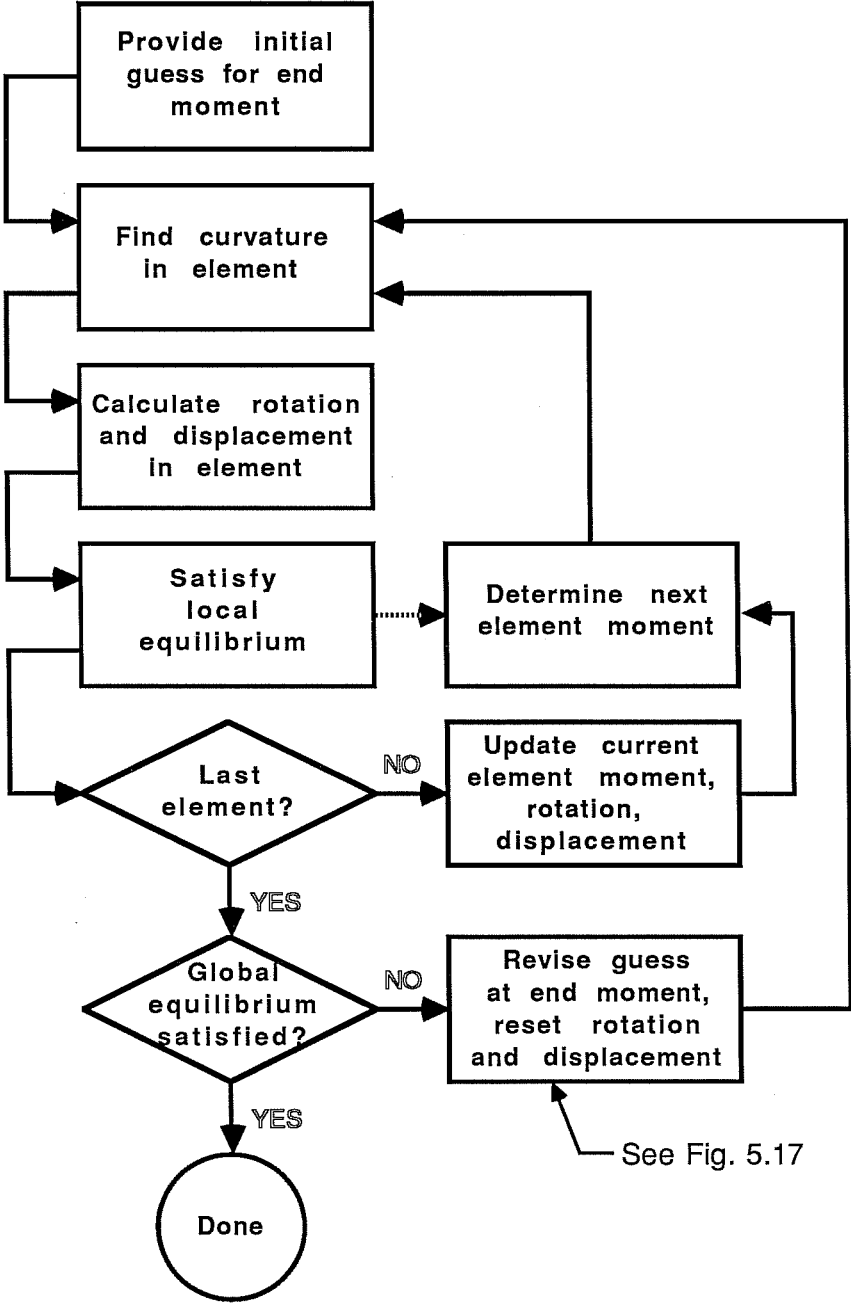 Provide initial
guess for end
moment
Find curvature
in element
Calculate rotation
and displacement
in element
Satisfy
local
equilibrium
Determine next
element moment
Last
element?
NO
Update current
element moment,
rotation,
displacement
YES
Global
equilibrium
satisfied?
NO
Revise guess
at end moment,
reset rotation
and displacement
YES
See Fig. 5.17
Done